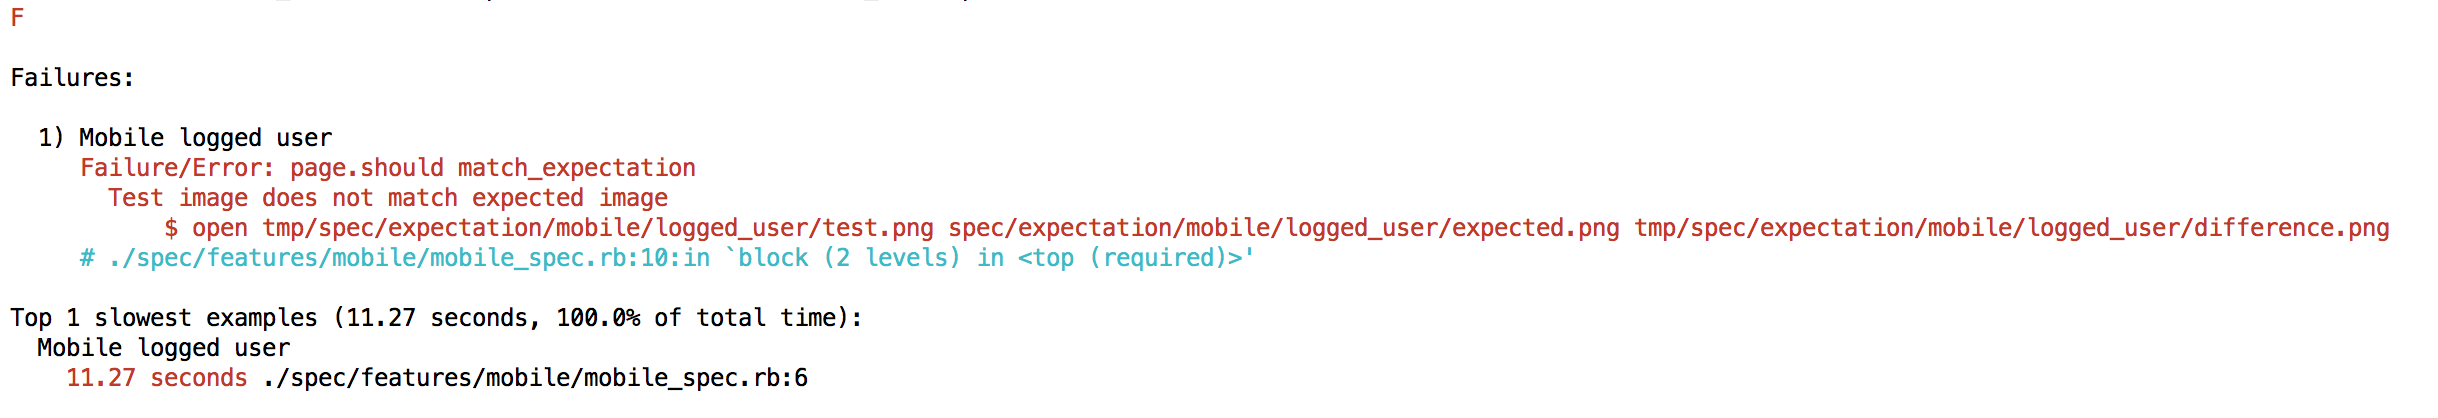 F
Failures:
1) Mobile logged user
Failure/Error: page.should match_expectation
Test image does not match expected image
$ open tmp/spec/expectation/mobile/logged_user/test.png spec/expectation/mobile/logged_user/expected.png tmp/spec/expectation/mobile/logged_user/difference.png
# ./spec/features/mobile/mobile_spec.rb:10:in `block (2 levels) in <top (required)>'
Top 1 slowest examples (11.27 seconds, 100.0% of total time):
Mobile logged user
11.27 seconds ./spec/features/mobile/mobile_spec.rb:6